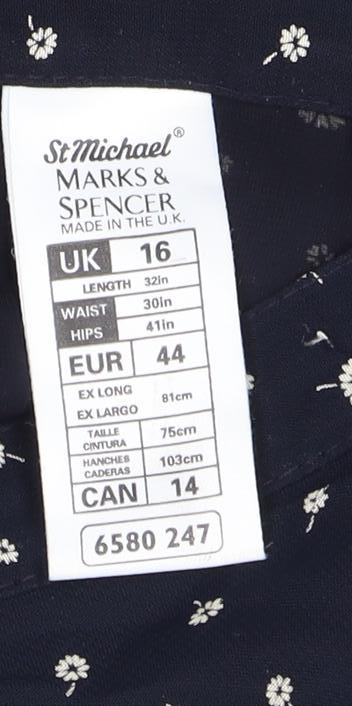 St Michael®
MARKS &
SPENCER
MADE IN THE U.K.
UK 16
LENGTH 32in
WAIST 30in
HIPS 41in
EUR 44
EX LONG
EX LARGO 81cm
TAILLE
CINTURA 75cm
HANCHES
CADERAS 103cm
CAN 14
6580 247